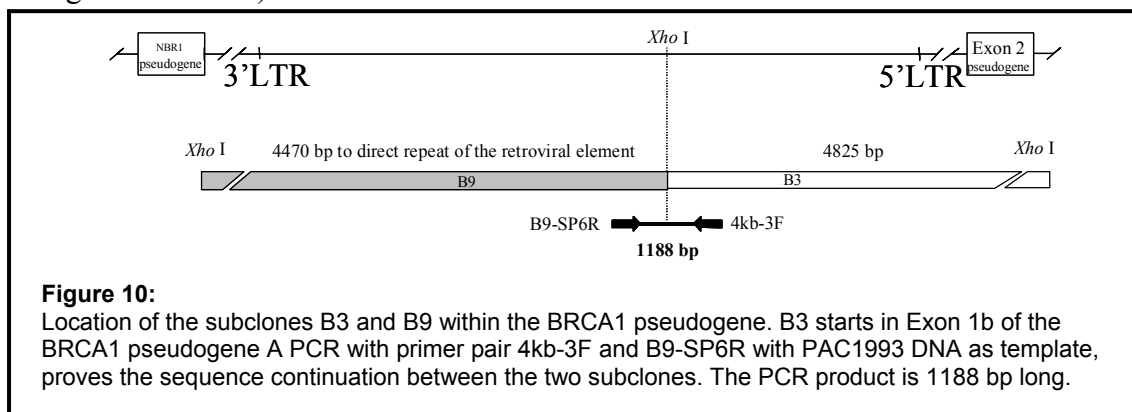 Xho I
NBR1
pseudogene
Exon 2
pseudogene
3’LTR
5’LTR
Xho I
4470 bp to direct repeat of the retroviral element
4825 bp
Xho I
B9
B3
B9-SP6R
4kb-3F
1188 bp
Figure 10:
Location of the subclones B3 and B9 within the BRCA1 pseudogene. B3 starts in Exon 1b of the
BRCA1 pseudogene A PCR with primer pair 4kb-3F and B9-SP6R with PAC1993 DNA as template,
proves the sequence continuation between the two subclones. The PCR product is 1188 bp long.